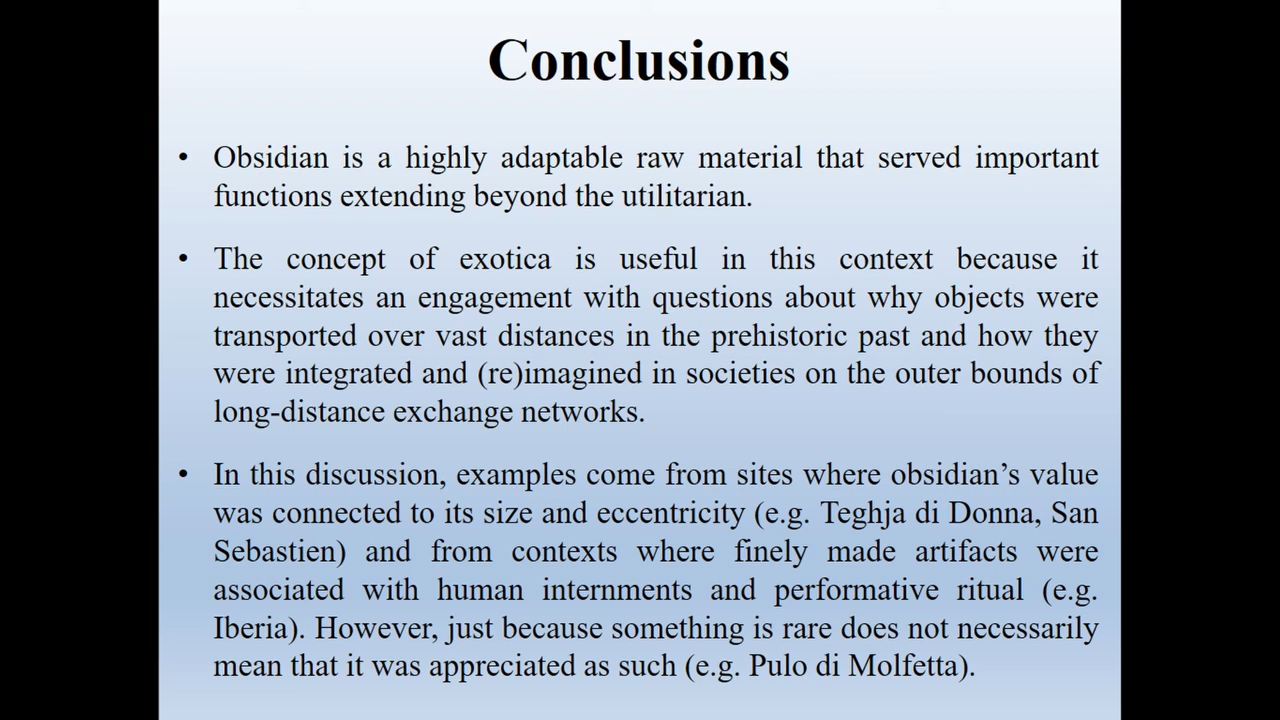 Conclusions
• Obsidian is a highly adaptable raw material that served important
functions extending beyond the utilitarian.
• The concept of exotica is useful in this context because it
necessitates an engagement with questions about why objects were
transported over vast distances in the prehistoric past and how they
were integrated and (re)imagined in societies on the outer bounds of
long-distance exchange networks.
• In this discussion, examples come from sites where obsidian’s value
was connected to its size and eccentricity (e.g. Teghja di Donna, San
Sebastien) and from contexts where finely made artifacts were
associated with human internments and performative ritual (e.g.
Iberia). However, just because something is rare does not necessarily
mean that it was appreciated as such (e.g. Pulo di Molfetta).